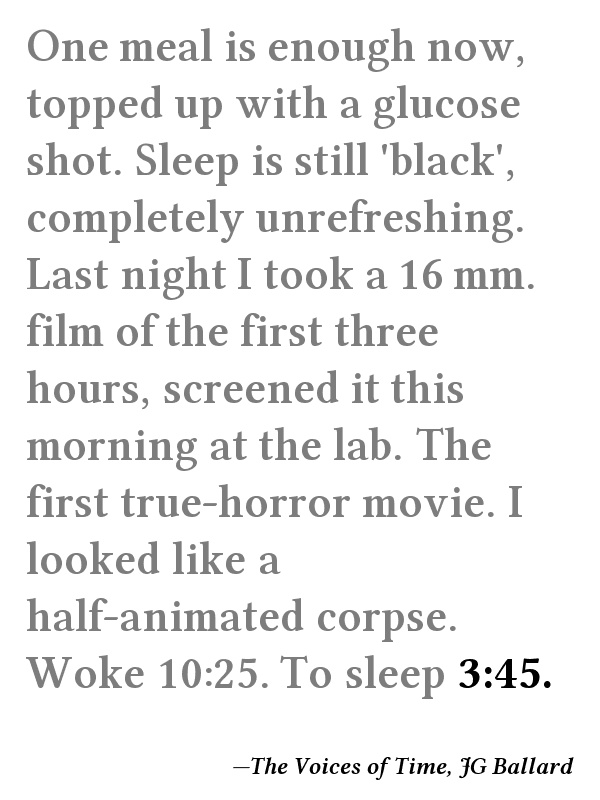 One meal is enough now,
topped up with a glucose
shot. Sleep is still 'black',
completely unrefreshing.
Last night I took a 16 mm.
film of the first three
hours, screened it this
morning at the lab. The
first true-horror movie. I
looked like a
half-animated corpse.
Woke 10:25. To sleep 3:45.
—The Voices of Time, JG Ballard